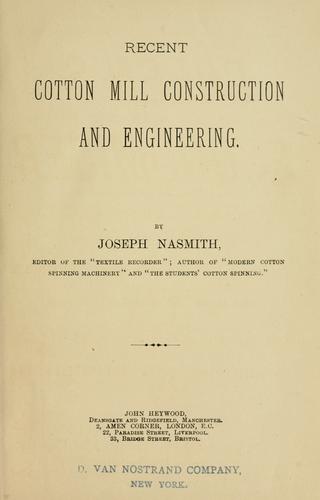 RECENT
COTTON MILL CONSTRUCTION
AND ENGINEERING.
BY
JOSEPH NASMITH,
EDITOR OF THE "TEXTILE RECORDER"; AUTHOR OF "MODERN COTTON
SPINNING MACHINERY" AND "THE STUDENTS' COTTON SPINNING."
JOHN HEYWOOD,
DEANSGATE AND RIDGEFIELD, MANCHESTER.
2, AMEN CORNER, LONDON, E.C.
22, PARADISE STREET, LIVERPOOL.
33, BRIDGE STREET, BRISTOL.
D. VAN NOSTRAND COMPANY,
NEW YORK.